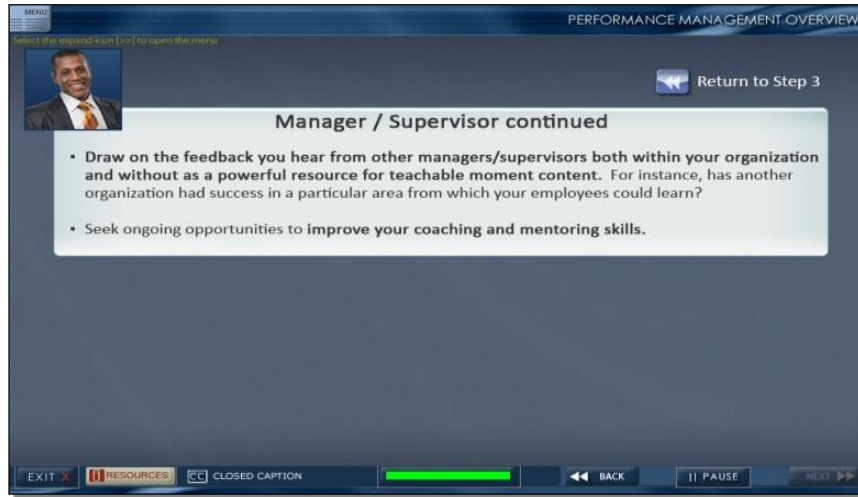 MENU
PERFORMANCE MANAGEMENT OVERVIEW
Select the expand icon [>>] to open the menu
Return to Step 3
Manager / Supervisor continued
• Draw on the feedback you hear from other managers/supervisors both within your organization
and without as a powerful resource for teachable moment content. For instance, has another
organization had success in a particular area from which your employees could learn?
• Seek ongoing opportunities to improve your coaching and mentoring skills.
EXIT X
RESOURCES
CC CLOSED CAPTION
BACK
II PAUSE
NEXT